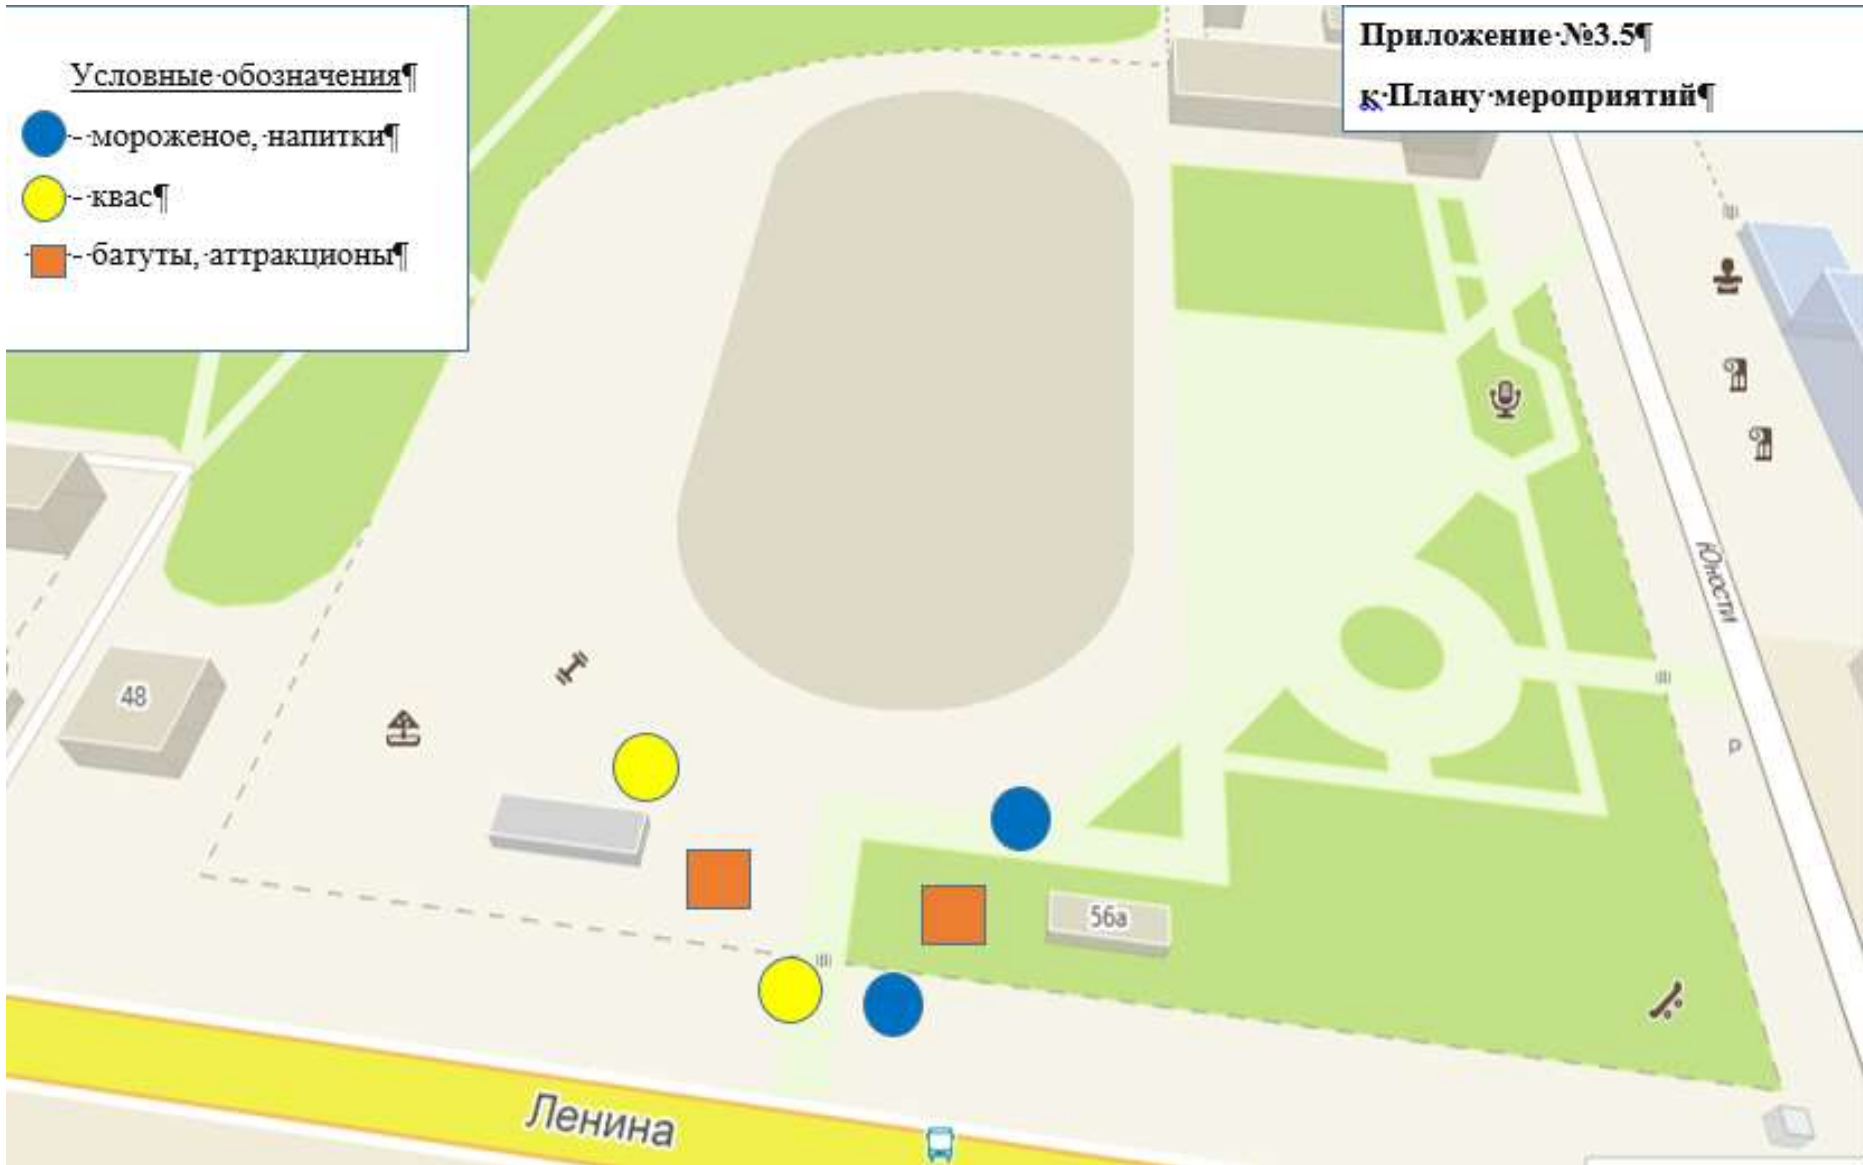 Условные·обозначения¶
·-·мороженое,·напитки¶
·-·квас¶
·-·батуты,·аттракционы¶
Приложение·№3.5¶
к·Плану·мероприятий¶
Юности
48
P
56а
Ленина